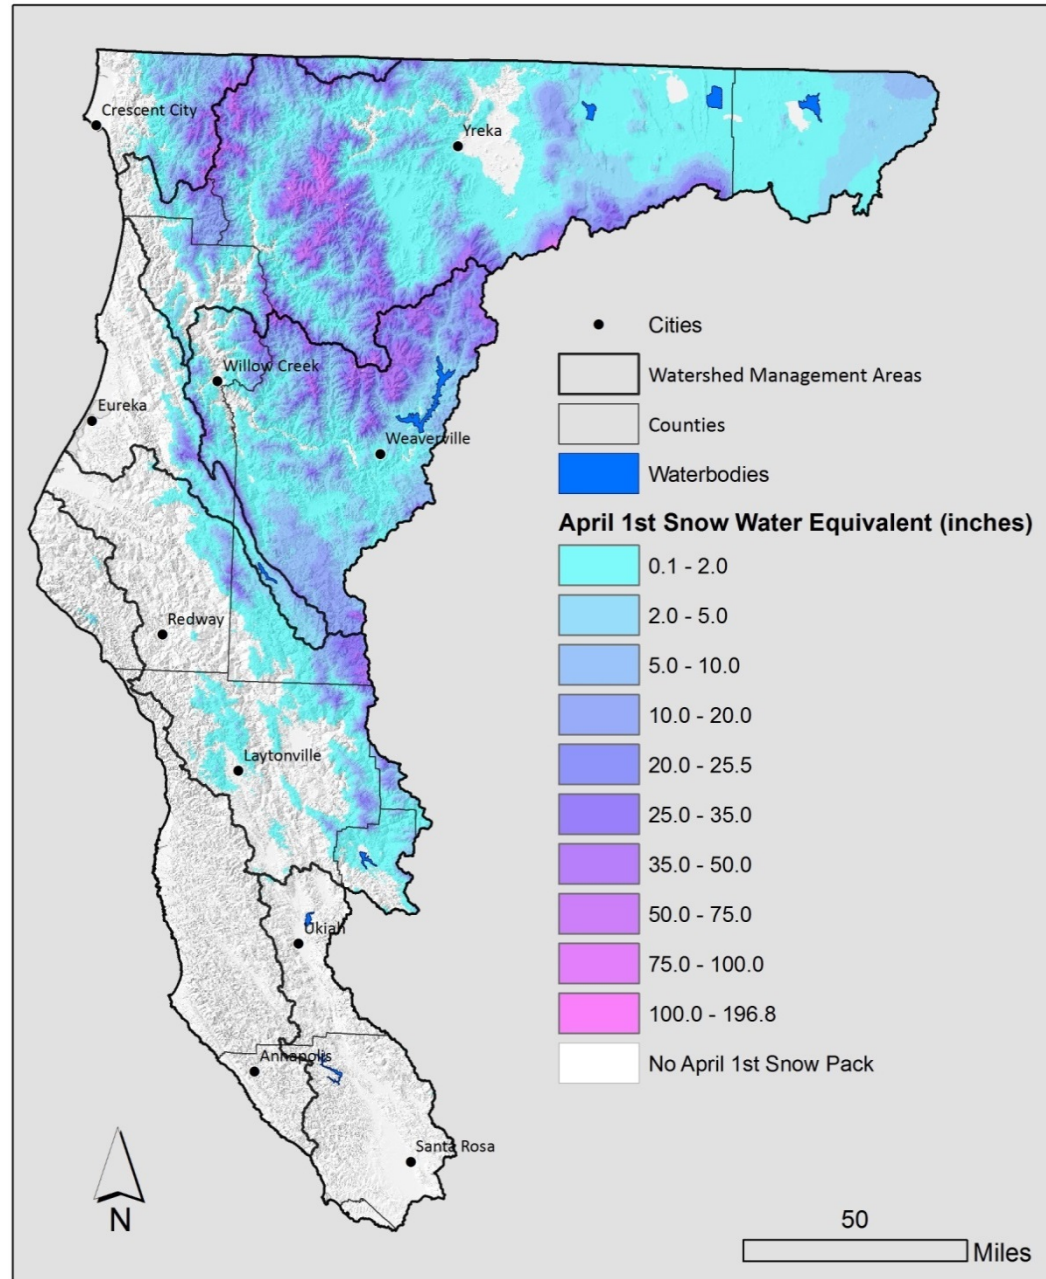 Crescent City
Yreka
Cities
Willow Creek
Watershed Management Areas
Eureka
Counties
Weaverville
Waterbodies
April 1st Snow Water Equivalent (inches)
0.1 - 2.0
2.0 - 5.0
Redway
5.0 - 10.0
10.0 - 20.0
20.0 - 25.5
Laytonville
25.0 - 35.0
35.0 - 50.0
50.0 - 75.0
Ukiah
75.0 - 100.0
100.0 - 196.8
Annapolis
No April 1st Snow Pack
Santa Rosa
N
50
Miles